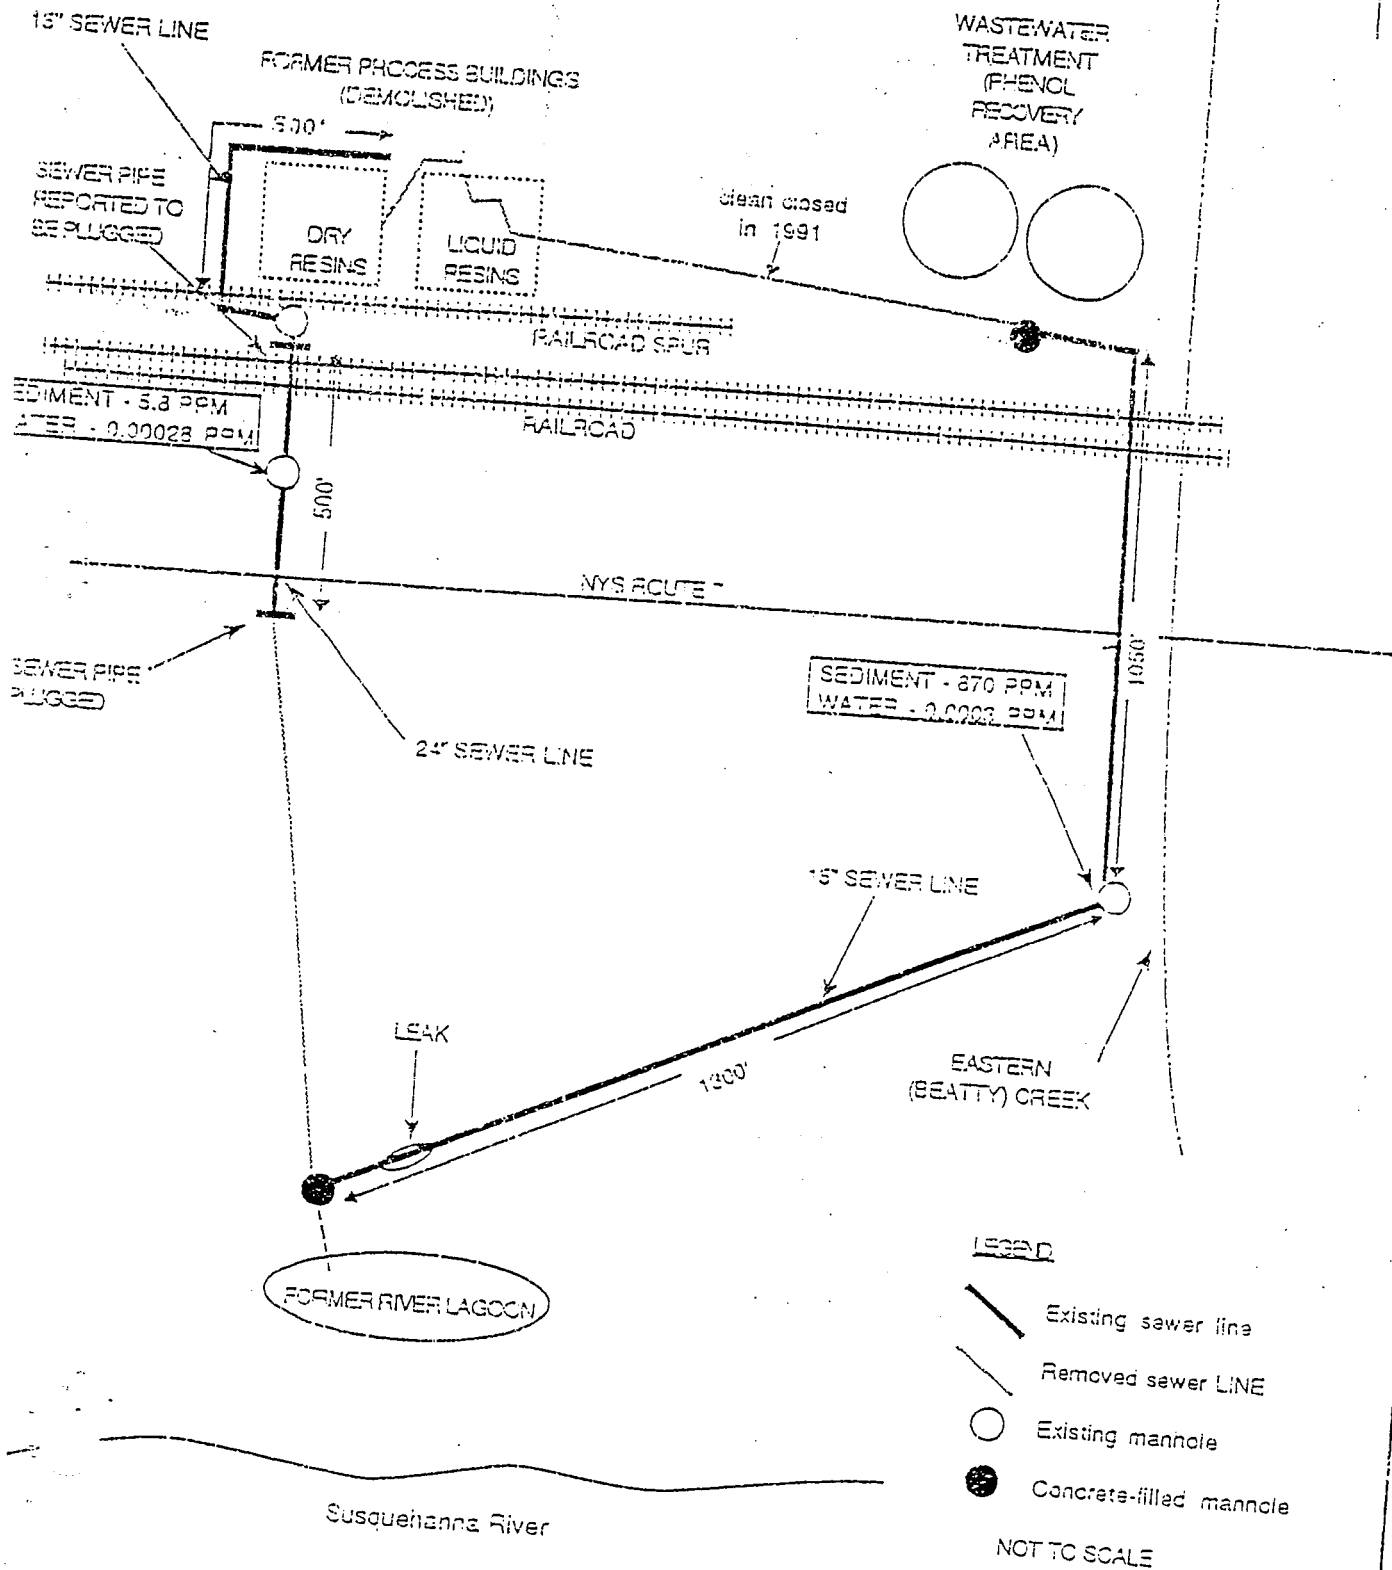 SEWER LINE
FORMER PROCESS BUILDINGS
(DEMOLISHED)
WASTEWATER
TREATMENT
(PHENOL
RECOVERY
AREA)
SEWER PIPE
REPORTED TO
BE PLUGGED
DRY
RESINS
LIQUID
RESINS
clean closed
in 1991
RAILROAD SPUR
RAILROAD
EDIMENT - 5.8 PPM
ATER - 0.00028 PPM
500'
NYS ROUTE
SEWER PIPE
PLUGGED
24" SEWER LINE
SEDIMENT - 870 PPM
WATER - 0.0003 PPM
1050'
SEWER LINE
LEAK
1300'
EASTERN
(BEATTY) CREEK
FORMER RIVER LAGOON
LEGEND
Existing sewer line
Removed sewer LINE
Existing manhole
Concrete-filled manhole
NOT TO SCALE
Susquehanna River